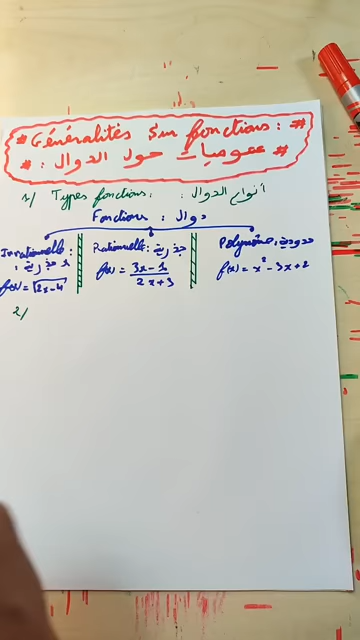 # Généralités Sur fonctions : #
# عموميات حول الدوال : #
1/ Types fonctions : أنواع الدوال :
Fonctions : دوال
Irrationnelle : Rationnelle : جذرية Polynôme : حدودية
f(x) = √2x-4 f(x) = 3x-1 / 2x+3 f(x) = x² - 3x + 2
2/